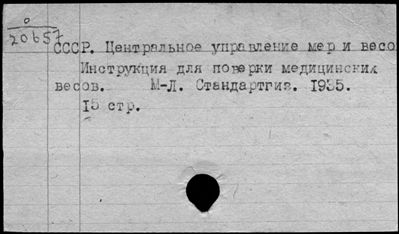 о
20657
СССР. Центральное управление мер и весо
Инструкция для поверки медицинских
весов. М-Л. Стандартгиз. 1935.
15 стр.